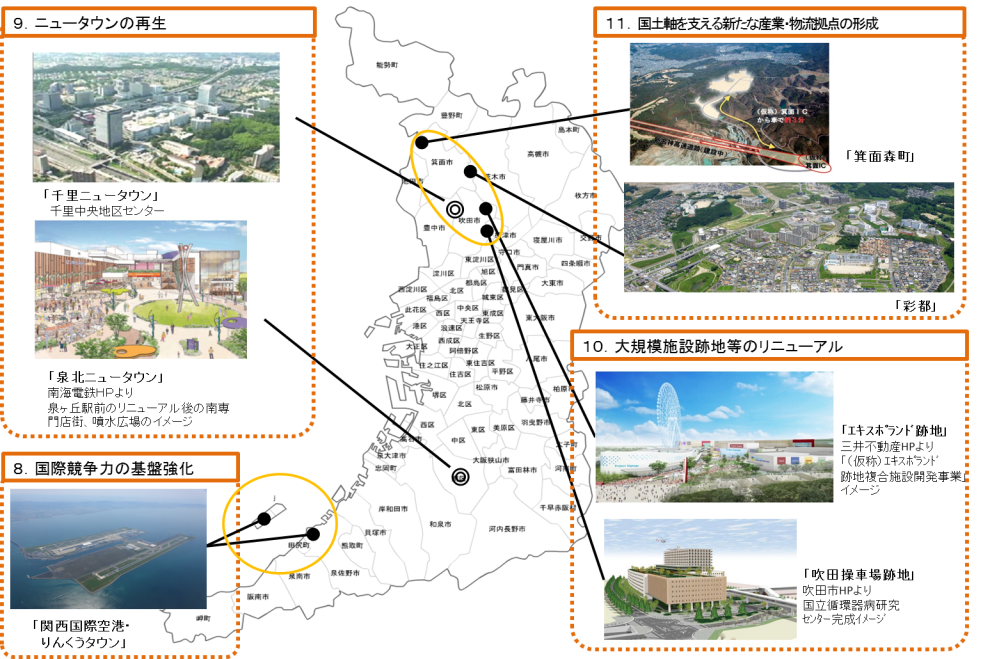 ９．ニュータウンの再生
「千里ニュータウン」
千里中央地区センター
「泉北ニュータウン」
南海電鉄HPより
泉ヶ丘駅前のリニューアル後の南専
門店街、噴水広場のイメージ
８．国際競争力の基盤強化
「関西国際空港・
りんくうタウン」
１１．国土軸を支える新たな産業・物流拠点の形成
（仮称）箕面ＩＣ
から車で約１分
箕面IC
「箕面森町」
「彩都」
１０．大規模施設跡地等のリニューアル
「エキスポランド跡地」
三井不動産HPより
「（仮称）エキスポランド
跡地複合施設開発事業」
イメージ
「吹田操車場跡地」
吹田市HPより
国立循環器病研究
センター完成イメージ
能勢町
豊野町
島本町
高槻市
箕面市
茨木市
枚方市
吹田市
豊中市
寝屋川市
守口市
東淀川区
門真市
四条畷市
淀川区
旭区
大東市
都島区
西淀川区
北区
鶴見区
福島区
城東区
此花区
西区
中央区
東成区
天王寺区
東大阪市
港区
浪速区
生野区
西成区
大正区
阿倍野区
八尾市
住之江区
東住吉区
住吉区
平野区
松原市
柏原市
堺区
藤井寺市
北区
羽曳野市
西区
東区
美原区
中区
高石市
泉大津市
大阪狭山市
忠岡町
富田林市
千早赤阪村
岸和田市
和泉市
河内長野市
貝塚市
田尻町
熊取町
泉南市
泉佐野市
阪南市
岬町